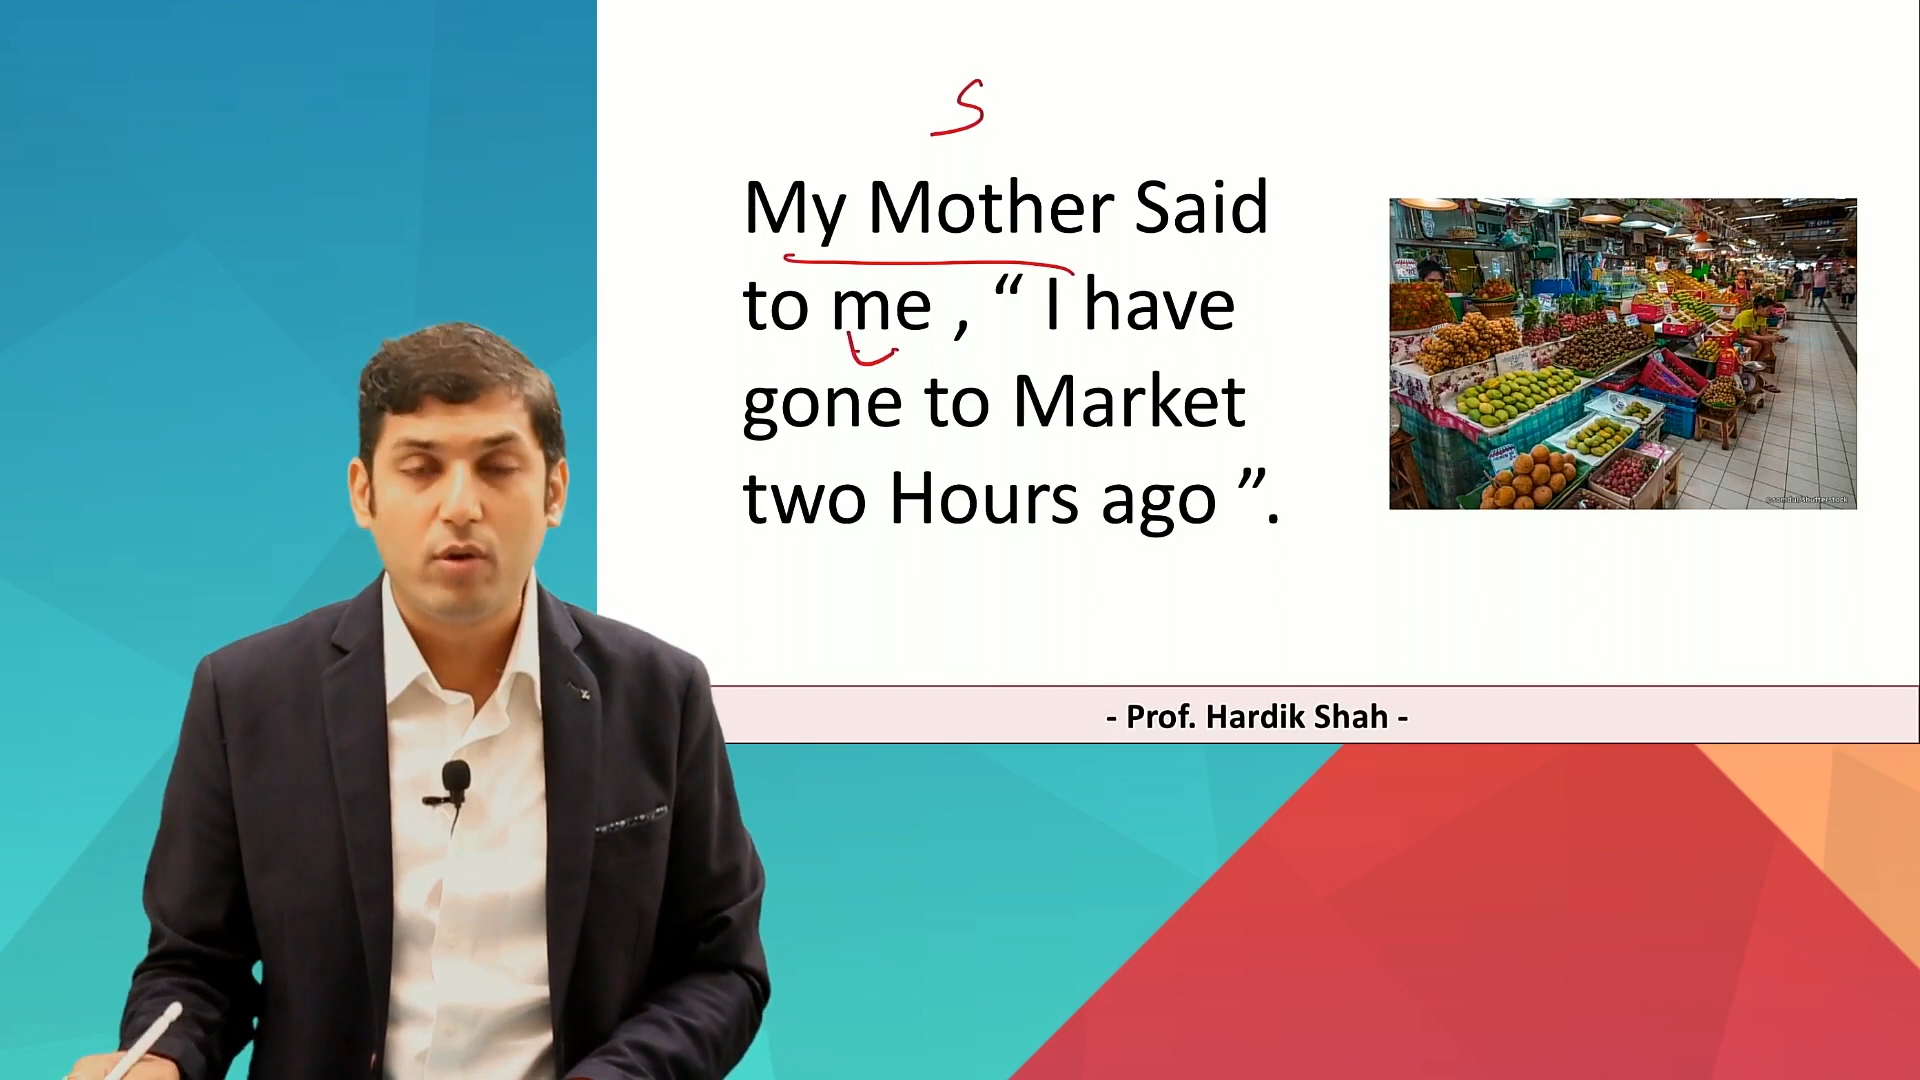 S
My Mother Said
to me , “ I have
gone to Market
two Hours ago ”.
- Prof. Hardik Shah -